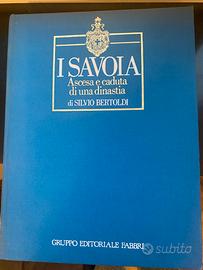 I SAVOIA
Ascesa e caduta
di una dinastia
di SILVIO BERTOLDI
GRUPPO EDITORIALE FABBRI
subito